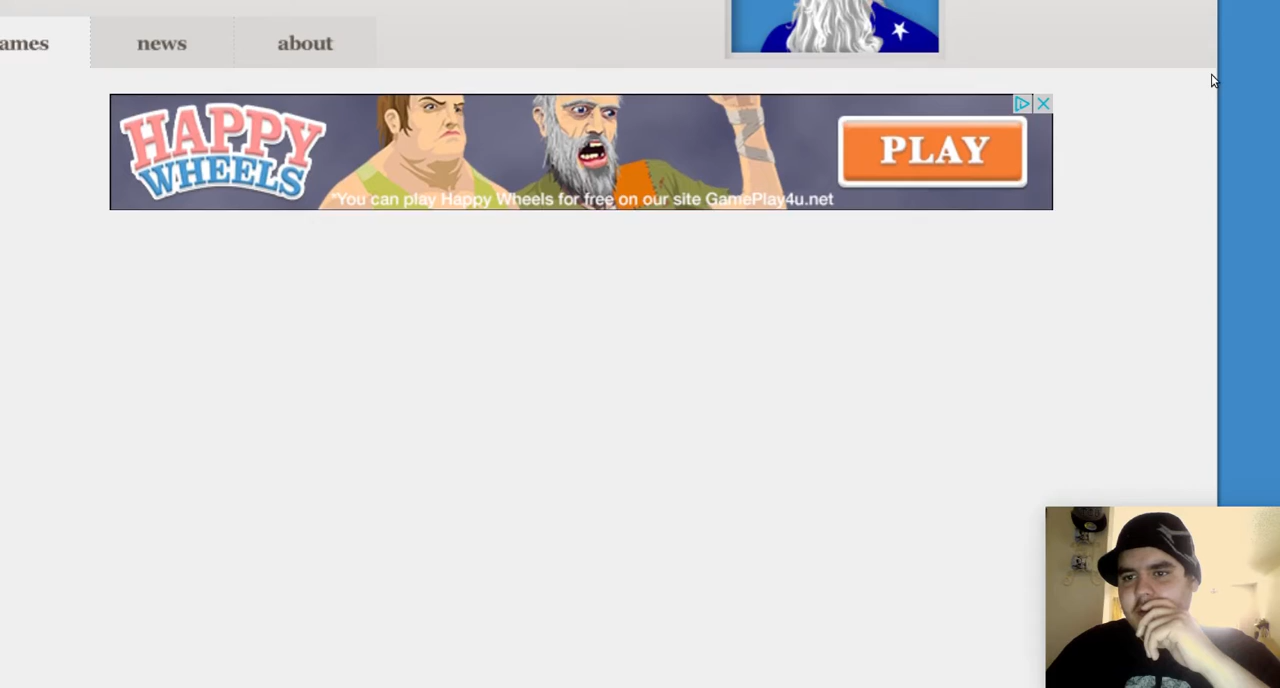 ames
news
about
HAPPY
WHEELS
PLAY
*You can play Happy Wheels for free on our site GamePlay4u.net